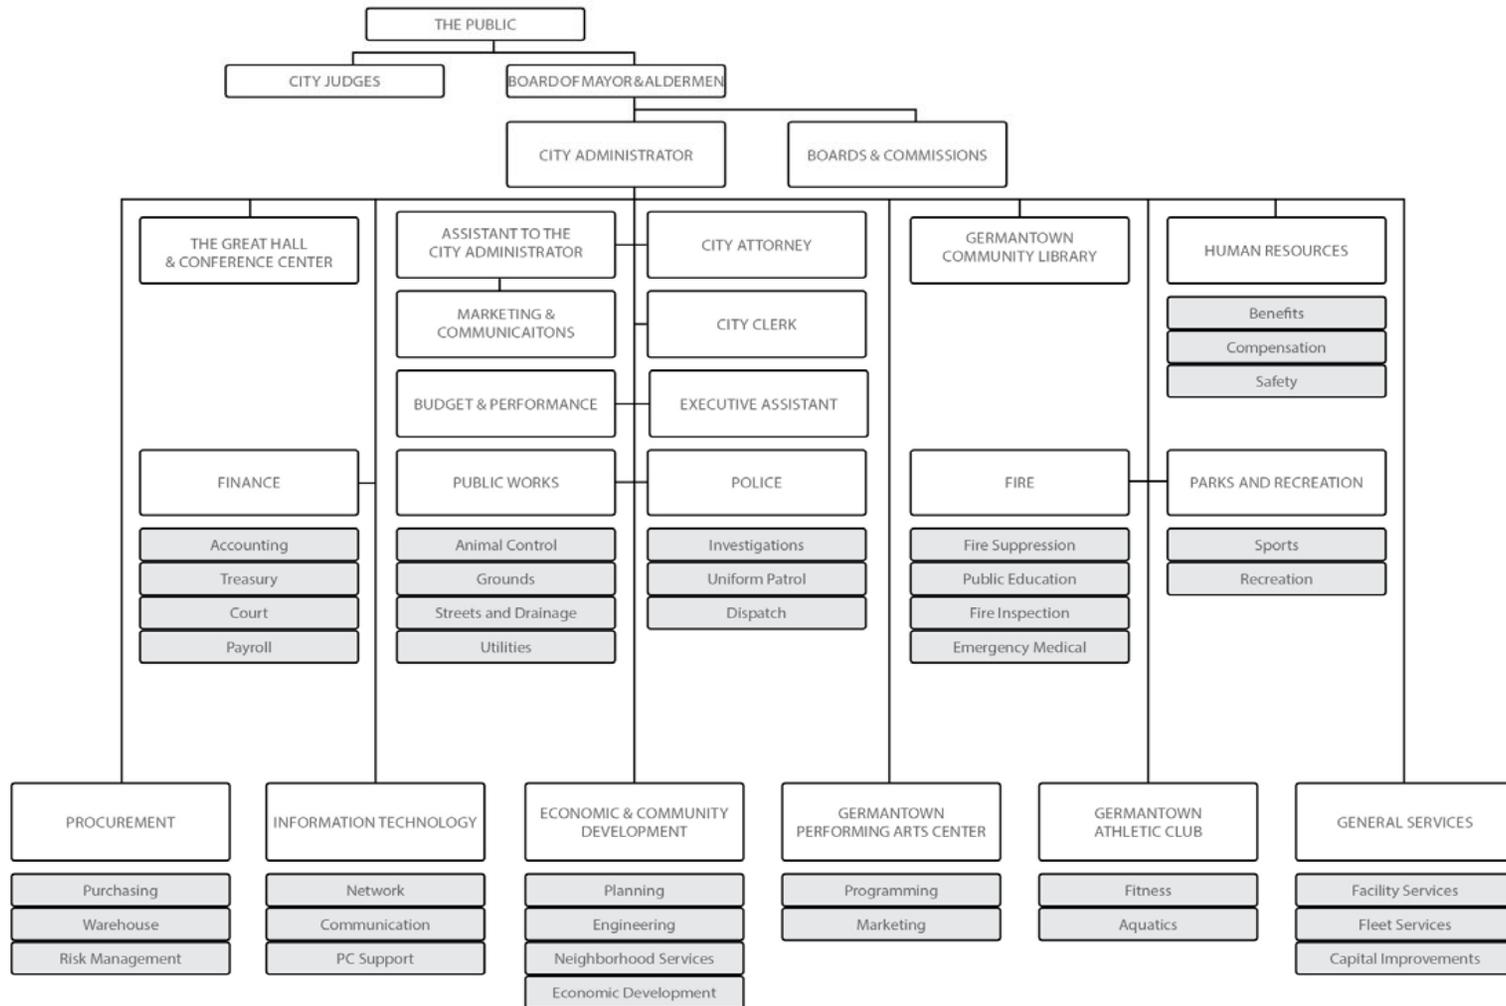 THE PUBLIC
CITY JUDGES
BOARD OF MAYOR & ALDERMEN
CITY ADMINISTRATOR
BOARDS & COMMISSIONS
THE GREAT HALL
& CONFERENCE CENTER
ASSISTANT TO THE
CITY ADMINISTRATOR
CITY ATTORNEY
GERMANTOWN
COMMUNITY LIBRARY
HUMAN RESOURCES
Benefits
Compensation
Safety
MARKETING &
COMMUNICAITONS
CITY CLERK
BUDGET & PERFORMANCE
EXECUTIVE ASSISTANT
FINANCE
Accounting
Treasury
Court
Payroll
PUBLIC WORKS
Animal Control
Grounds
Streets and Drainage
Utilities
POLICE
Investigations
Uniform Patrol
Dispatch
FIRE
Fire Suppression
Public Education
Fire Inspection
Emergency Medical
PARKS AND RECREATION
Sports
Recreation
PROCUREMENT
Purchasing
Warehouse
Risk Management
INFORMATION TECHNOLOGY
Network
Communication
PC Support
ECONOMIC & COMMUNITY
DEVELOPMENT
Planning
Engineering
Neighborhood Services
Economic Development
GERMANTOWN
PERFORMING ARTS CENTER
Programming
Marketing
GERMANTOWN
ATHLETIC CLUB
Fitness
Aquatics
GENERAL SERVICES
Facility Services
Fleet Services
Capital Improvements